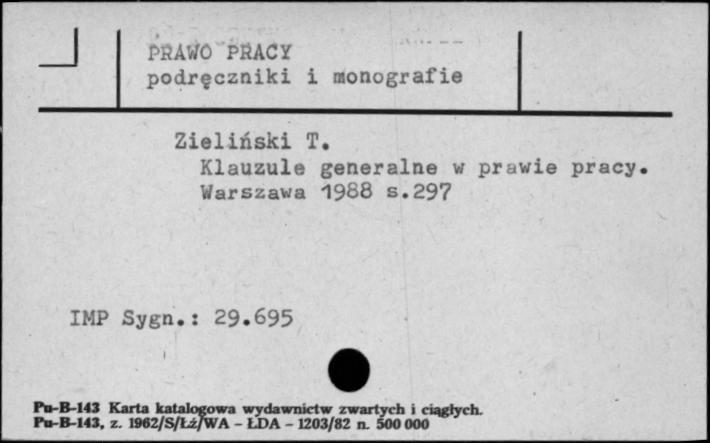 PRAWO PRACY
podręczniki i monografie
Zieliński T.
Klauzule generalne w prawie pracy.
Warszawa 1988 s.297
IMP Sygn.: 29.695
Pu-B-143 Karta katalogowa wydawnictw zwartych i ciągłych.
Pu-B-143, z. 1962/S/Łź/WA - ŁDA - 1203/82 n. 500 000